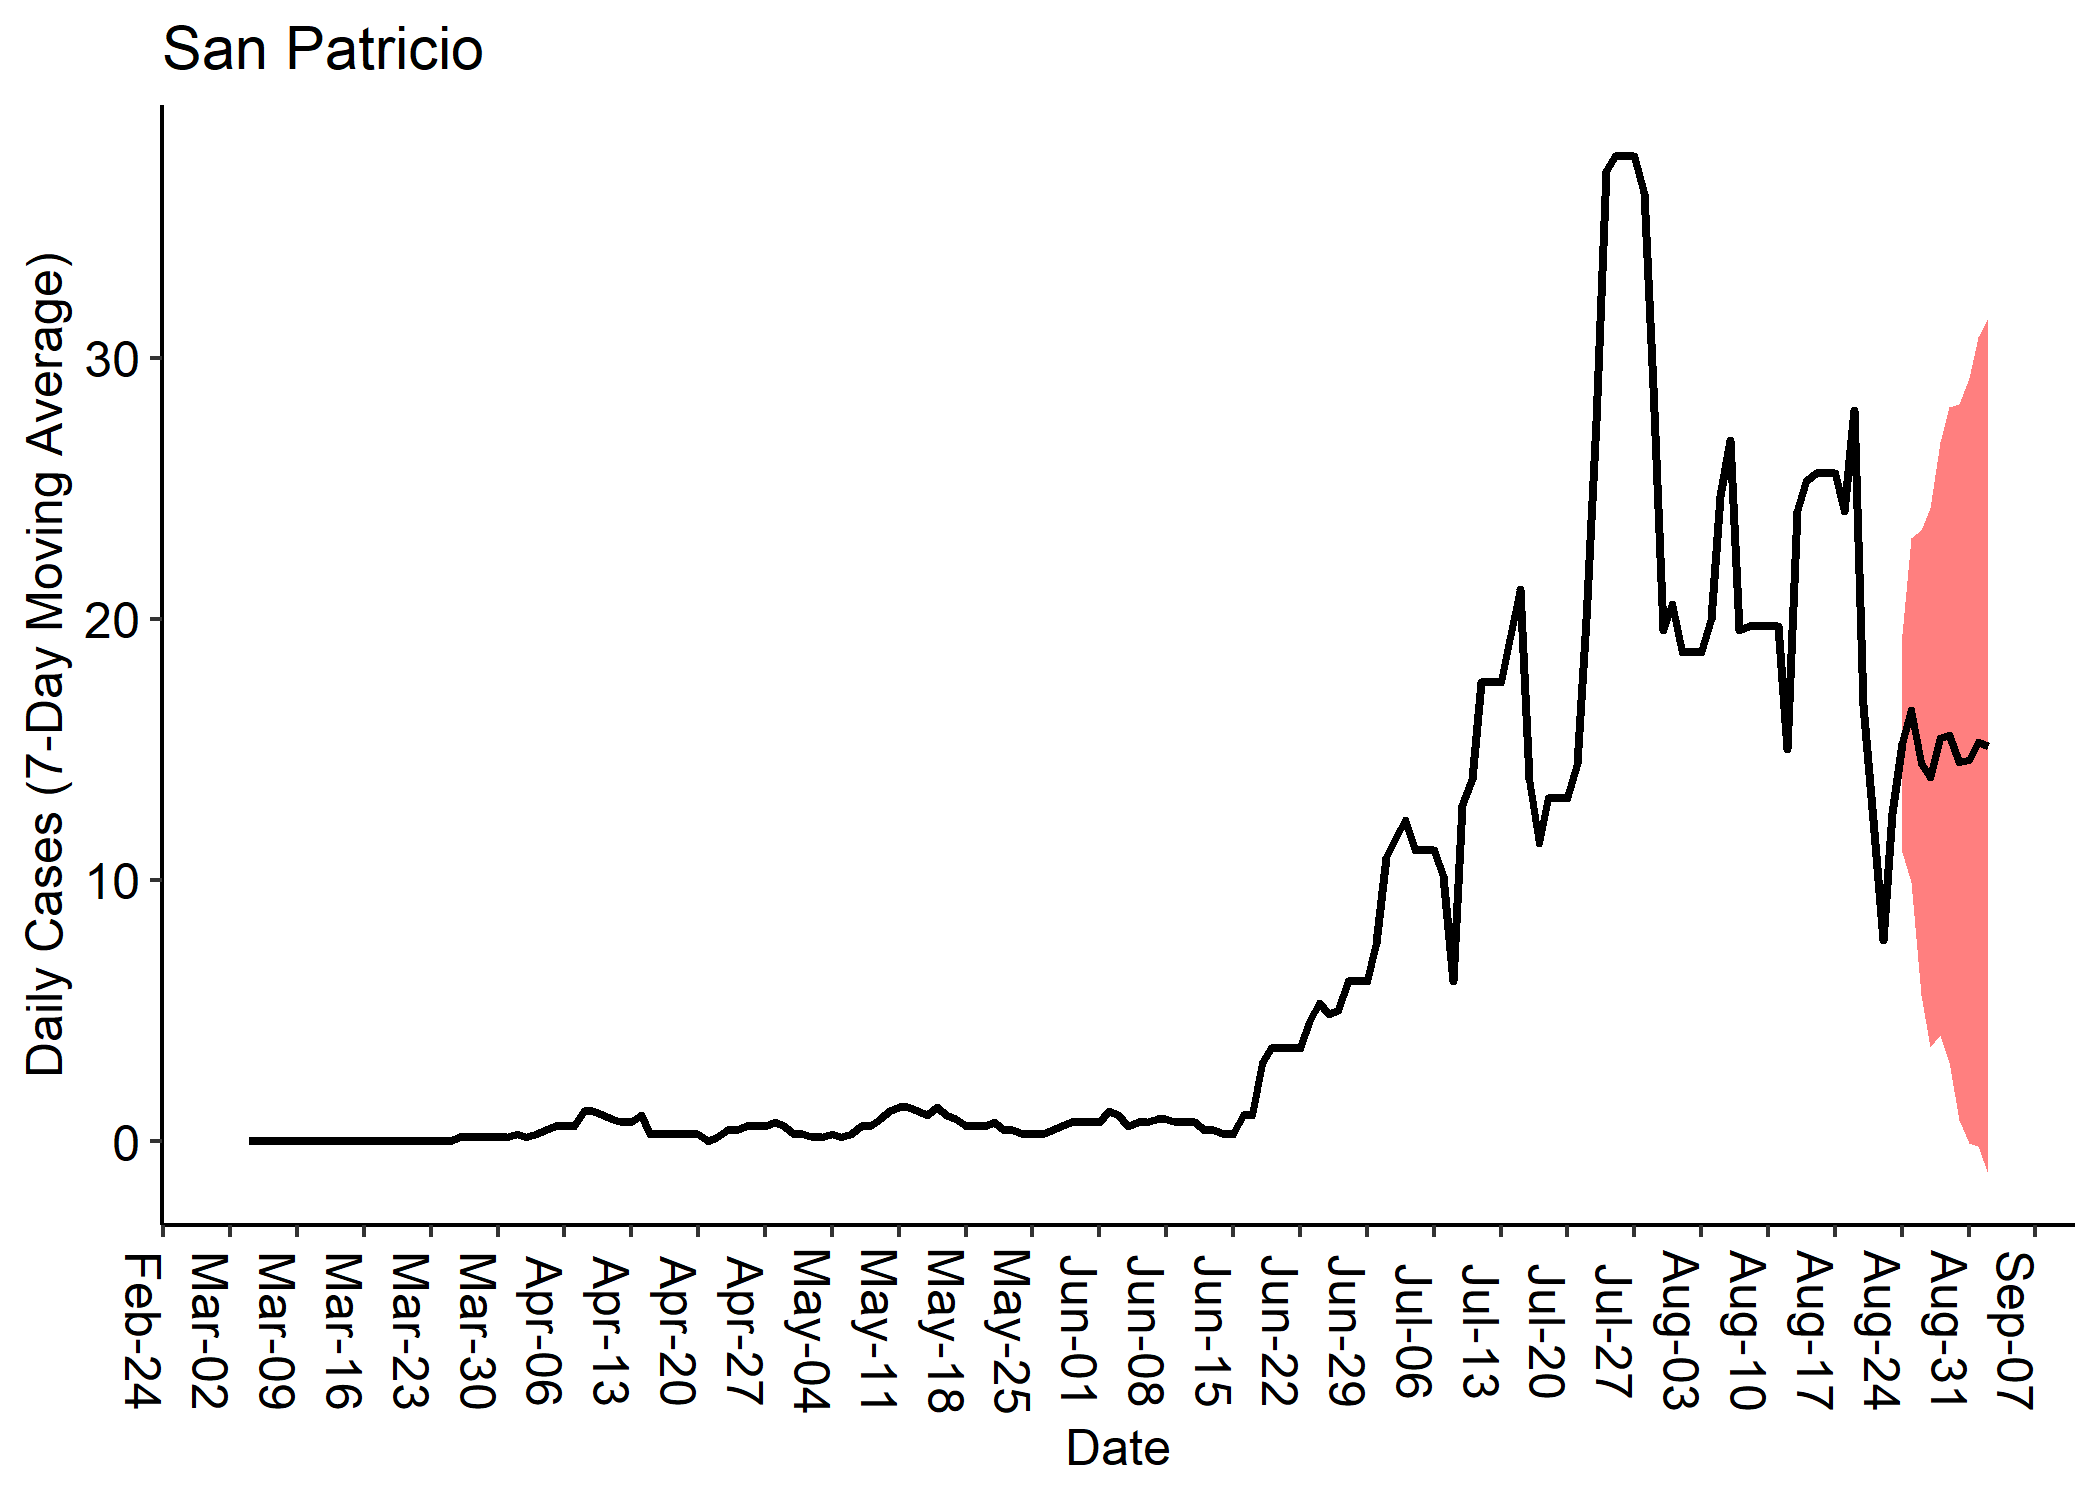 San Patricio
Daily Cases (7-Day Moving Average)
30
20
10
0
Feb-24
Mar-02
Mar-09
Mar-16
Mar-23
Mar-30
Apr-06
Apr-13
Apr-20
Apr-27
May-04
May-11
May-18
May-25
Jun-01
Jun-08
Jun-15
Jun-22
Jun-29
Jul-06
Jul-13
Jul-20
Jul-27
Aug-03
Aug-10
Aug-17
Aug-24
Aug-31
Sep-07
Date